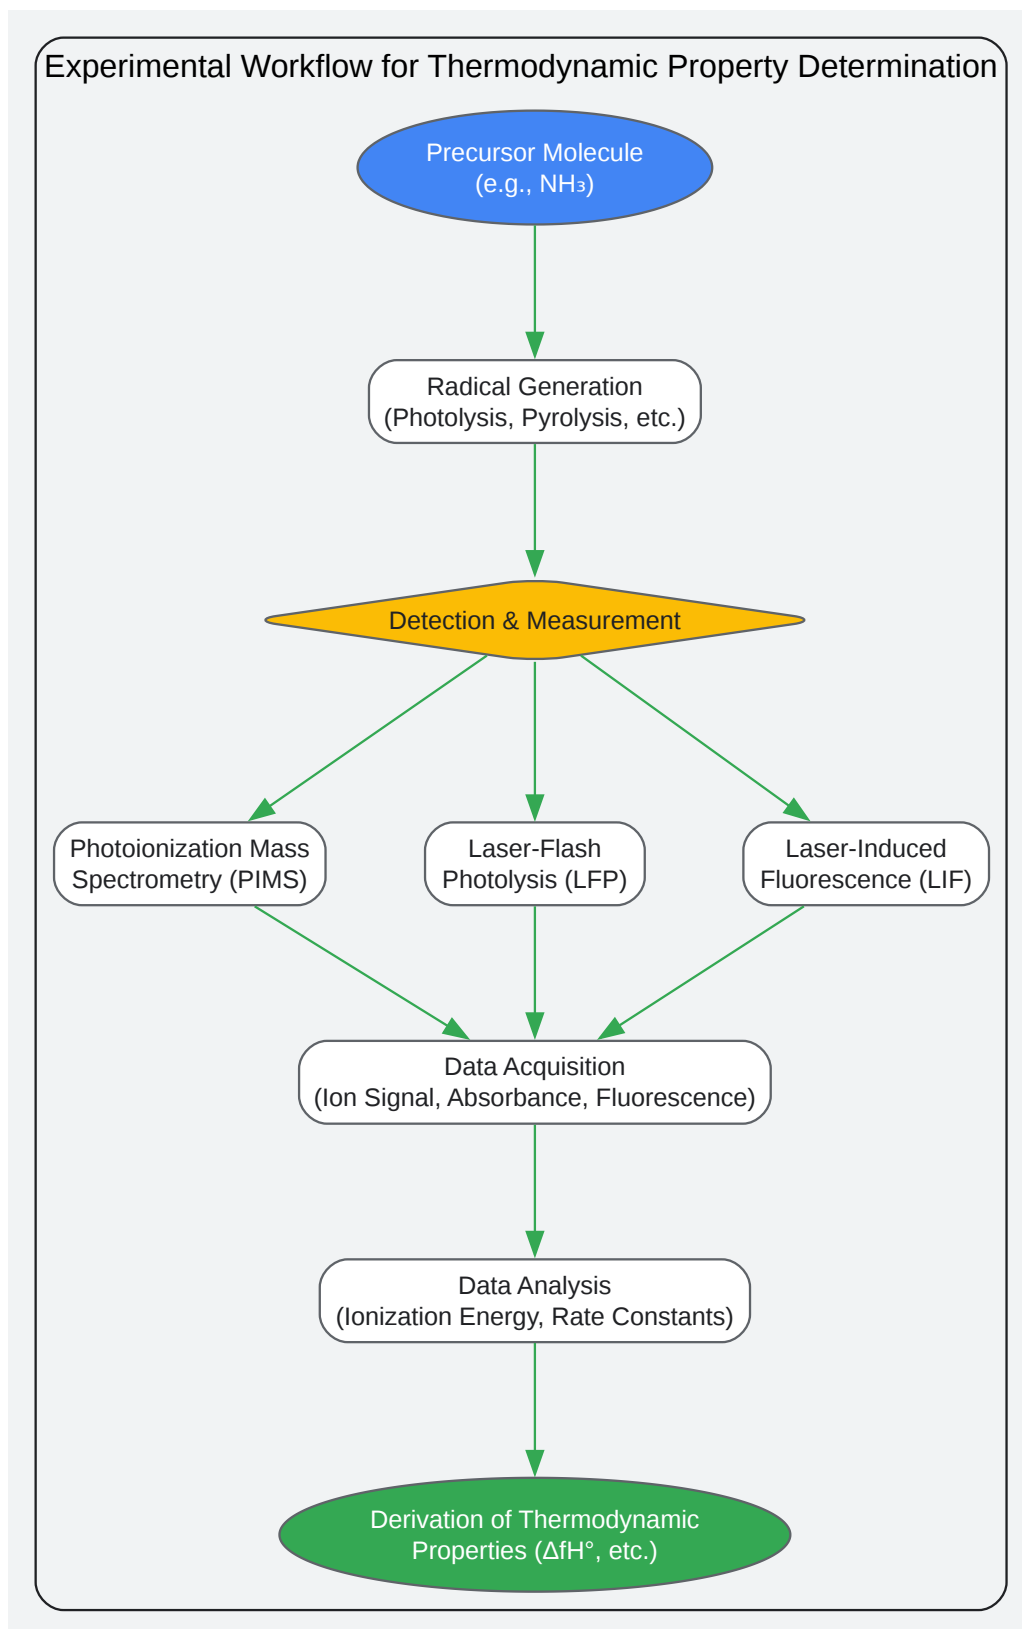 Experimental Workflow for Thermodynamic Property Determination
Precursor Molecule
(e.g., NH₃)
Radical Generation
(Photolysis, Pyrolysis, etc.)
Detection & Measurement
Photoionization Mass
Spectrometry (PIMS)
Laser-Flash
Photolysis (LFP)
Laser-Induced
Fluorescence (LIF)
Data Acquisition
(Ion Signal, Absorbance, Fluorescence)
Data Analysis
(Ionization Energy, Rate Constants)
Derivation of Thermodynamic
Properties (ΔfH°, etc.)